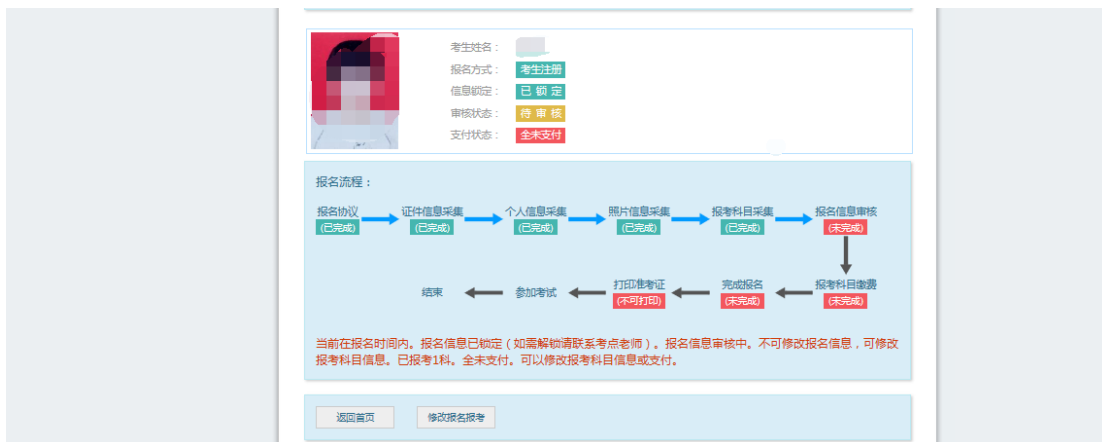 考生姓名：
报名方式： 考生注册
信息锁定： 已 锁 定
审核状态： 待 审 核
支付状态： 全未支付
报名流程：
报名协议 证件信息采集 个人信息采集 照片信息采集 报考科目采集 报名信息审核
(已完成) (已完成) (已完成) (已完成) (已完成) (未完成)
结束 参加考试 打印准考证 完成报名 报考科目缴费
(不可打印) (未完成) (未完成)
当前在报名时间内。报名信息已锁定（如需解锁请联系考点老师）。报名信息审核中。不可修改报名信息，可修改
报考科目信息。已报考1科。全未支付。可以修改报考科目信息或支付。
返回首页 修改报名报考